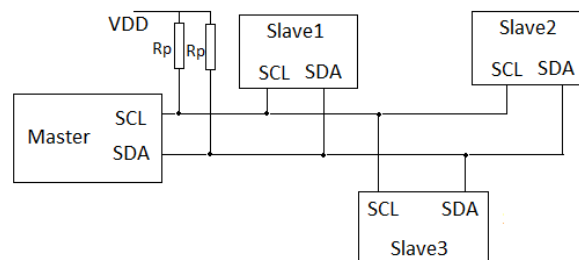 VDD
Rp
Rp
Slave1
SCL
SDA
Slave2
SCL
SDA
Master
SCL
SDA
SCL
SDA
Slave3